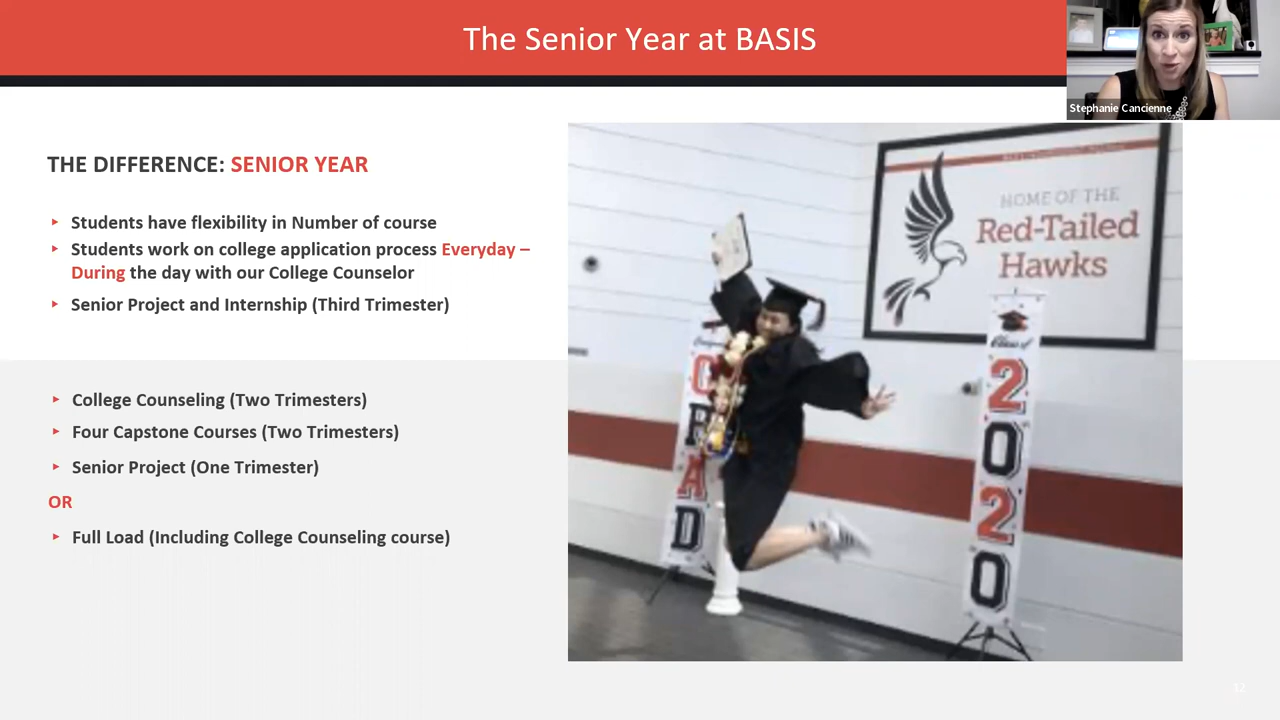 The Senior Year at BASIS
Stephanie Cancienne
THE DIFFERENCE: SENIOR YEAR
Students have flexibility in Number of course
Students work on college application process Everyday –
During the day with our College Counselor
Senior Project and Internship (Third Trimester)
College Counseling (Two Trimesters)
Four Capstone Courses (Two Trimesters)
Senior Project (One Trimester)
OR
Full Load (Including College Counseling course)
HOME OF THE
Red-Tailed
Hawks
GRAD
Class of
2020
32